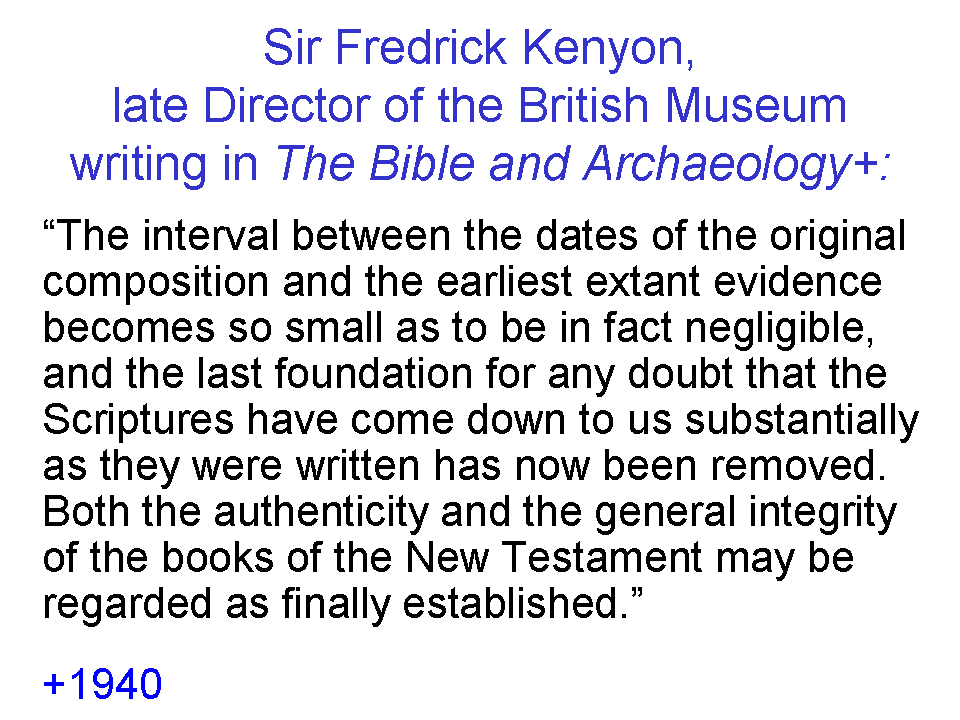 Sir Fredrick Kenyon,
late Director of the British Museum
writing in The Bible and Archaeology+:
“The interval between the dates of the original
composition and the earliest extant evidence
becomes so small as to be in fact negligible,
and the last foundation for any doubt that the
Scriptures have come down to us substantially
as they were written has now been removed.
Both the authenticity and the general integrity
of the books of the New Testament may be
regarded as finally established.”
+1940